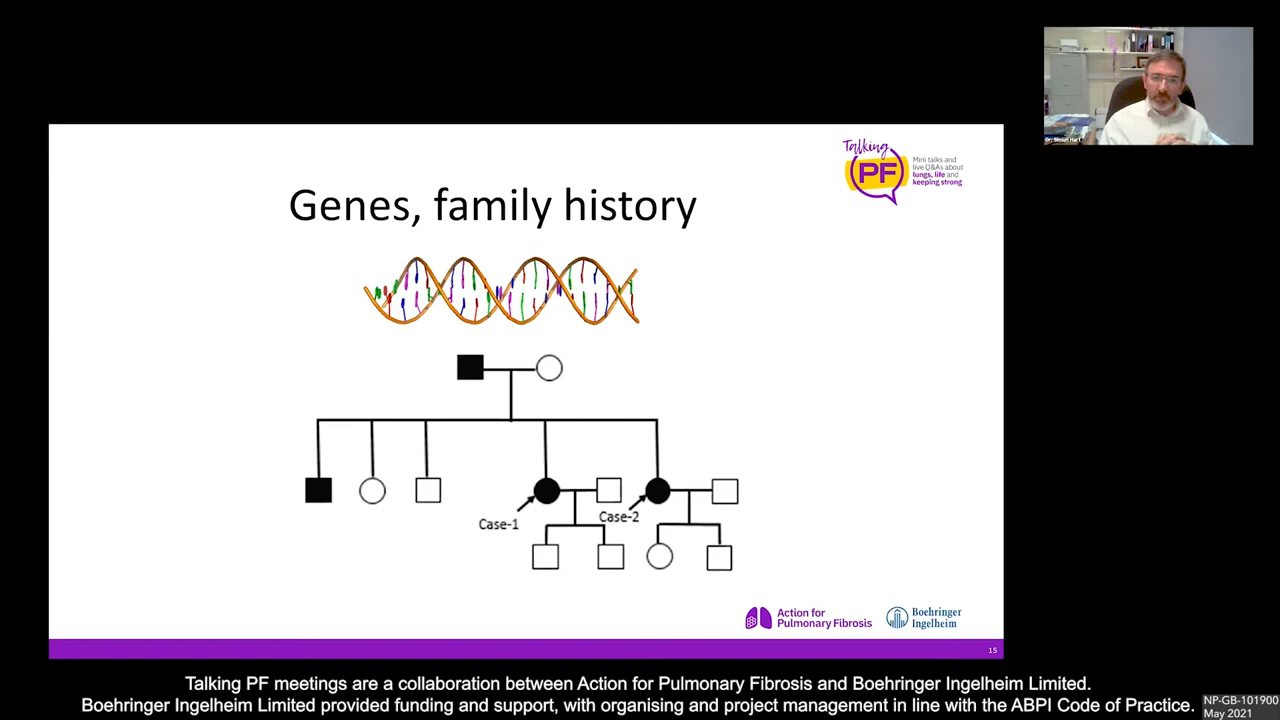 Dr. Simon Hart
Talking
PF
Mini talks and
live Q&As about
lungs, life and
keeping strong
Genes, family history
Case-1
Case-2
Action for
Pulmonary Fibrosis
Boehringer
Ingelheim
15
Talking PF meetings are a collaboration between Action for Pulmonary Fibrosis and Boehringer Ingelheim Limited.
Boehringer Ingelheim Limited provided funding and support, with organising and project management in line with the ABPI Code of Practice.
NP-GB-101900
May 2021